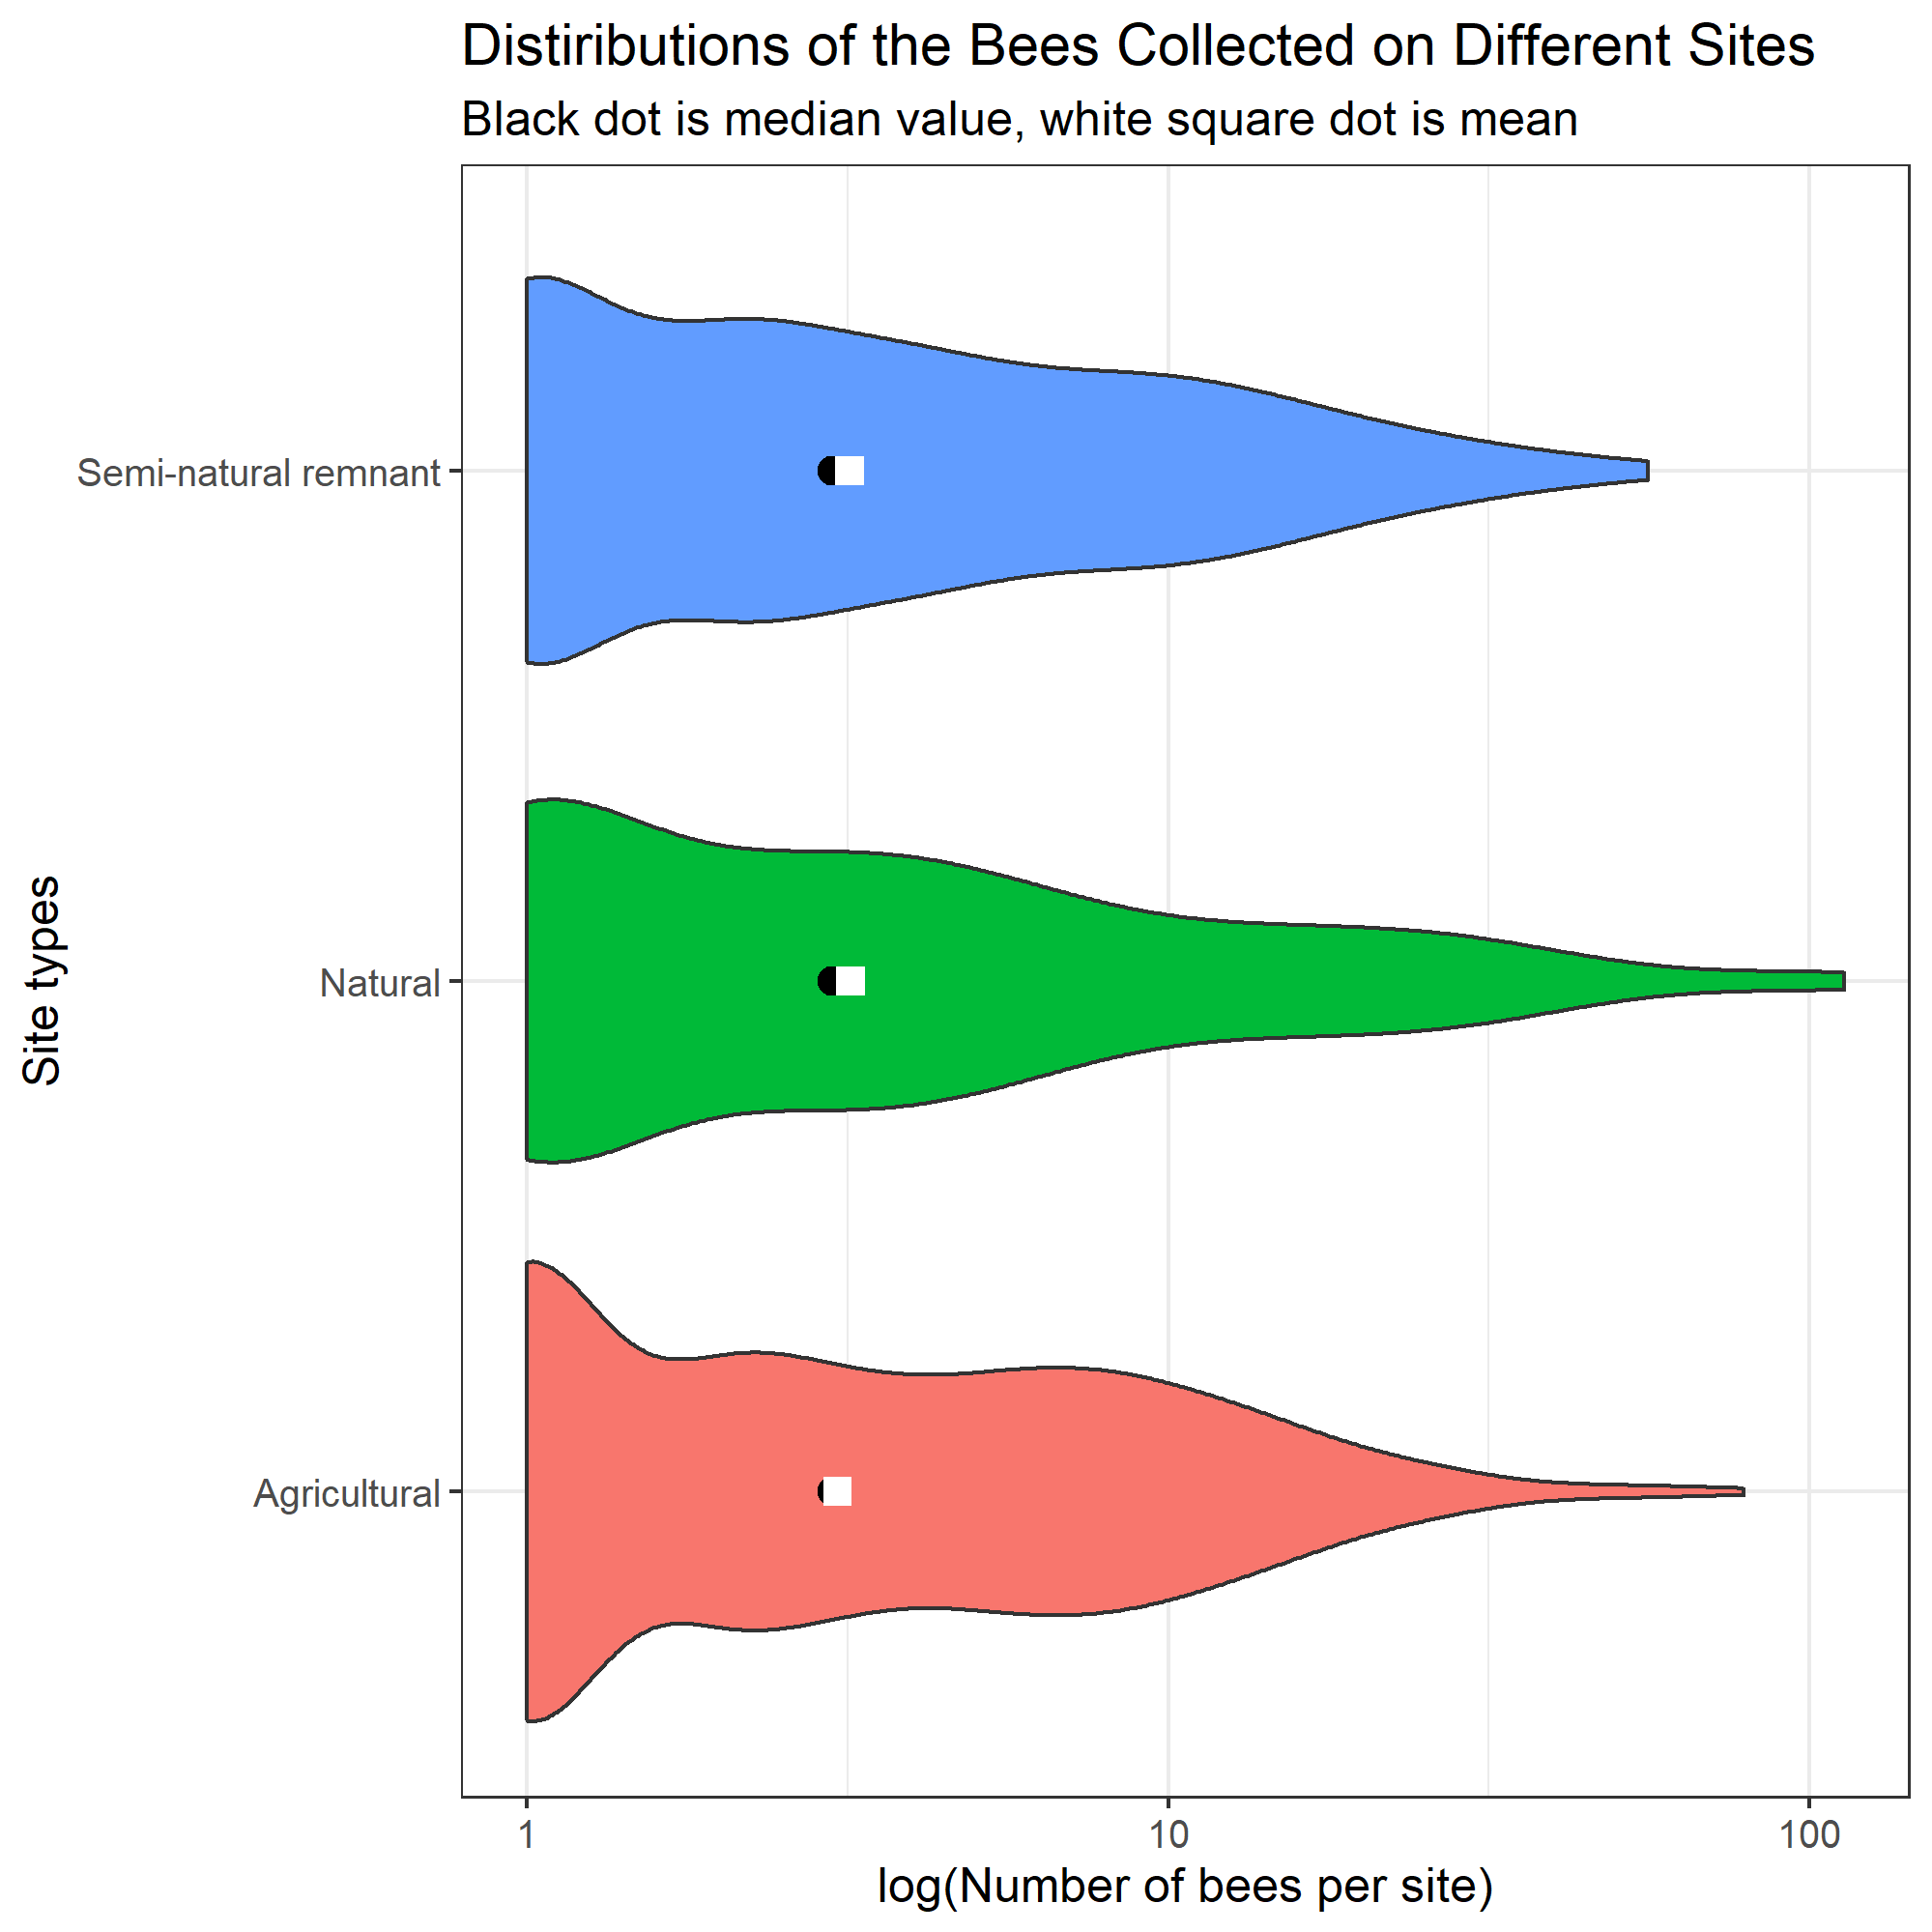 Distiributions of the Bees Collected on Different Sites
Black dot is median value, white square dot is mean
Site types
Semi-natural remnant
Natural
Agricultural
1 10 100
log(Number of bees per site)